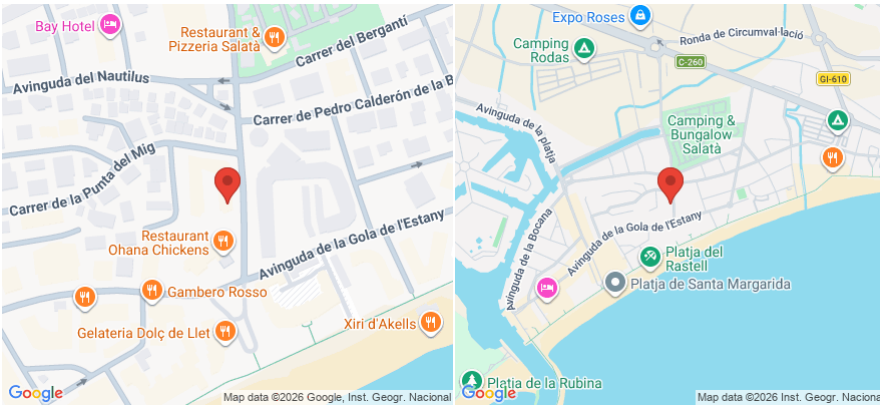 Bay Hotel
Restaurant &
Pizzeria Salatà
Carrer del Bergantí
Avinguda del Nautilus
Carrer de Pedro Calderón de la B
Carrer de la Punta del Mig
Avinguda de la Gola de l'Estany
Restaurant
Ohana Chickens
Gambero Rosso
Gelateria Dolç de Llet
Xiri d'Akells
Google
Map data ©2026 Google, Inst. Geogr. Nacional
Expo Roses
Ronda de Circumval·lació
Camping
Rodas
C-260
GI-610
Avinguda de la platja
Camping &
Bungalow
Salatà
Avinguda de la Bocana
Avinguda de la Gola de l'Estany
Platja del
Rastell
Platja de Santa Margarida
Platja de la Rubina
Google
Map data ©2026 Inst. Geogr. Nacional